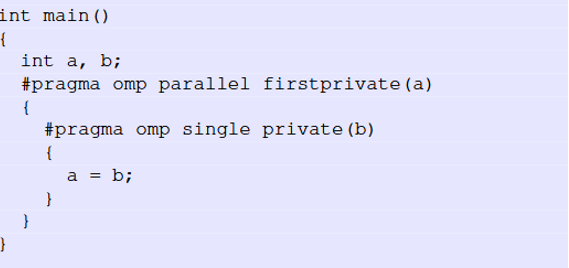 int main()
{
  int a, b;
  #pragma omp parallel firstprivate(a)
  {
    #pragma omp single private(b)
    {
      a = b;
    }
  }
}